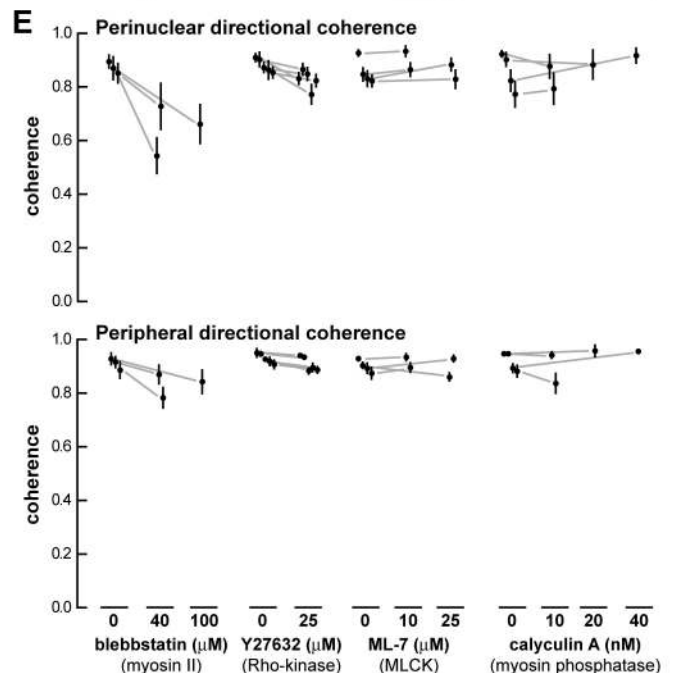 E
Perinuclear directional coherence
1.0
0.8
0.6
0.4
0.2
0.0
coherence
Peripheral directional coherence
1.0
0.8
0.6
0.4
0.2
0.0
coherence
0 40 100 0 25 0 10 25 0 10 20 40
blebbstatin (μM) Y27632 (μM) ML-7 (μM) calyculin A (nM)
(myosin II) (Rho-kinase) (MLCK) (myosin phosphatase)